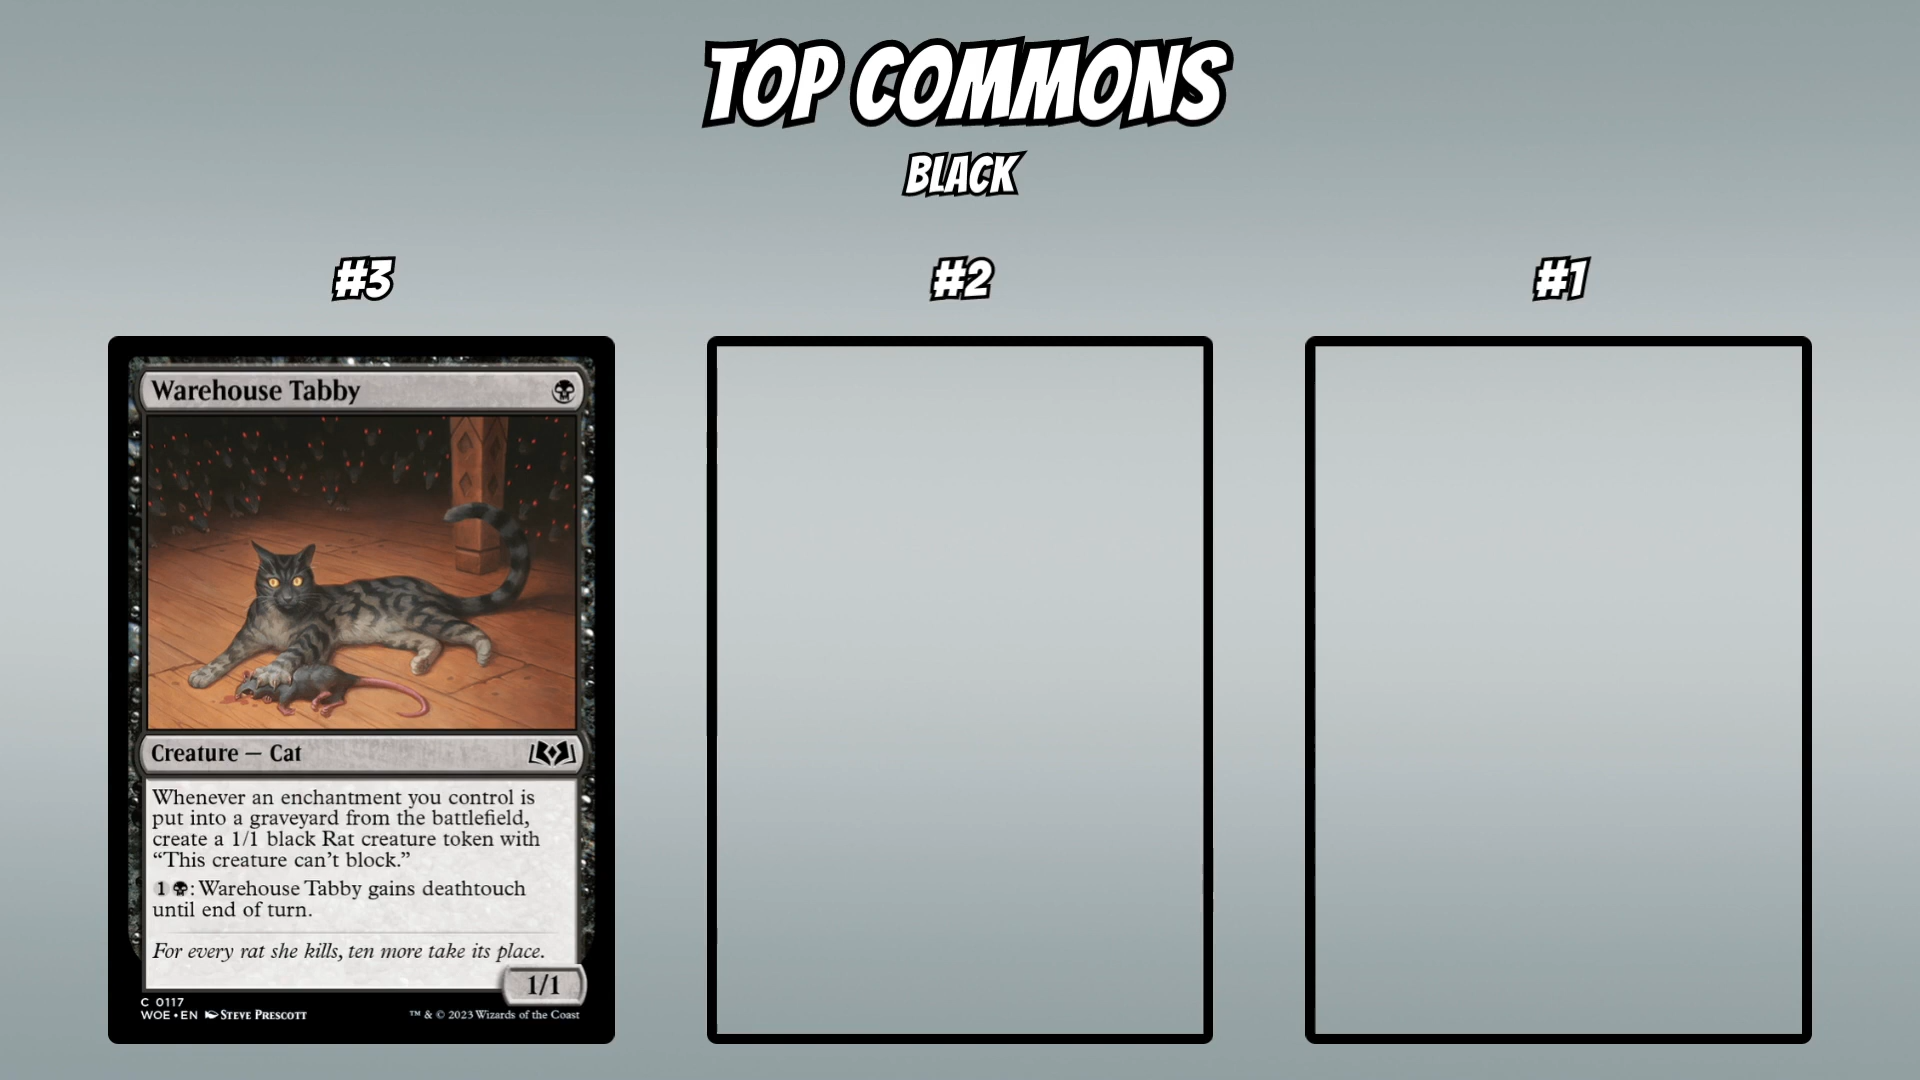 TOP COMMONS
BLACK
#3
#2
#1
Warehouse Tabby
Creature — Cat
Whenever an enchantment you control is
put into a graveyard from the battlefield,
create a 1/1 black Rat creature token with
“This creature can’t block.”
1 : Warehouse Tabby gains deathtouch
until end of turn.
For every rat she kills, ten more take its place.
1/1
C 0117
WOE • EN STEVE PRESCOTT
™ & © 2023 Wizards of the Coast